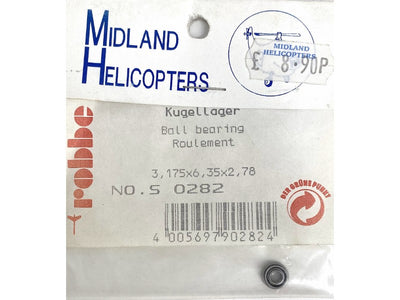 MIDLAND
HELICOPTERS
MIDLAND
HELICOPTERS
£ 8.90P
robbe
Kugellager
Ball bearing
Roulement
3,175x6,35x2,78
NO.S 0282
DER GRÜNE PUNKT
4 005697 902824